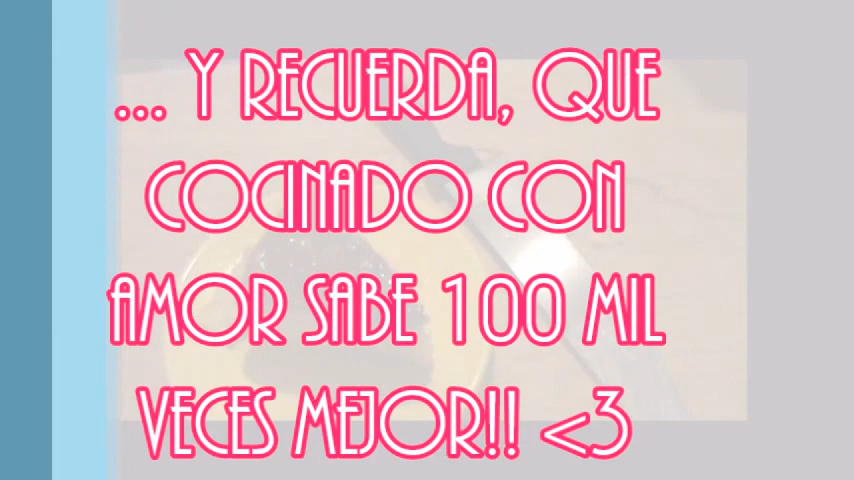 ... Y RECUERDA, QUE
COCINADO CON
AMOR SABE 100 MIL
VECES MEJOR!! <3